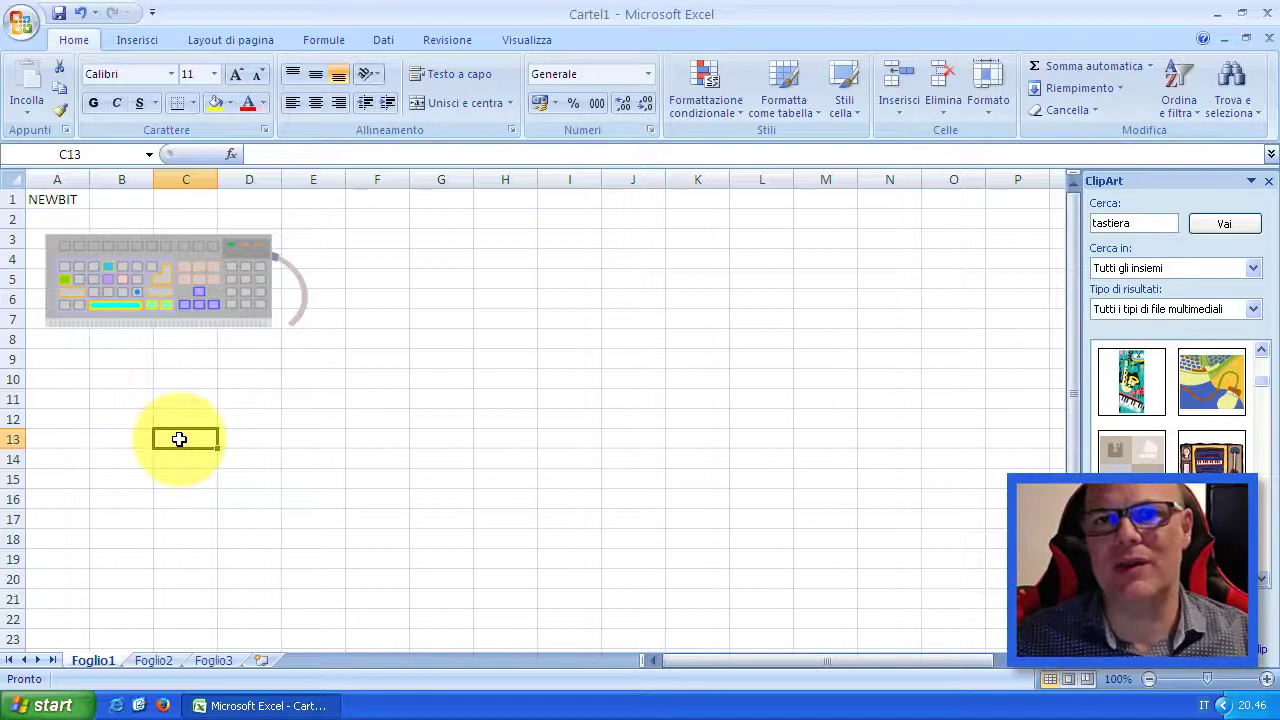 Cartel1 - Microsoft Excel
Home Inserisci Layout di pagina Formule Dati Revisione Visualizza
Incolla
Appunti
Calibri 11
G C S
Carattere
Testo a capo
Unisci e centra
Allineamento
Generale
% 000
Numeri
Formattazione condizionale
Formatta come tabella
Stili cella
Stili
Inserisci Elimina Formato
Celle
Σ Somma automatica
Riempimento
Cancella
Ordina e filtra
Trova e seleziona
Modifica
C13 fx
A B C D E F G H I J K L M N O P
1 NEWBIT
2
3
4
5
6
7
8
9
10
11
12
13
14
15
16
17
18
19
20
21
22
23
ClipArt
Cerca:
tastiera Vai
Cerca in:
Tutti gli insiemi
Tipo di risultati:
Tutti i tipi di file multimediali
Foglio1 Foglio2 Foglio3
Pronto 100%
start Microsoft Excel - Cart... IT 20.46